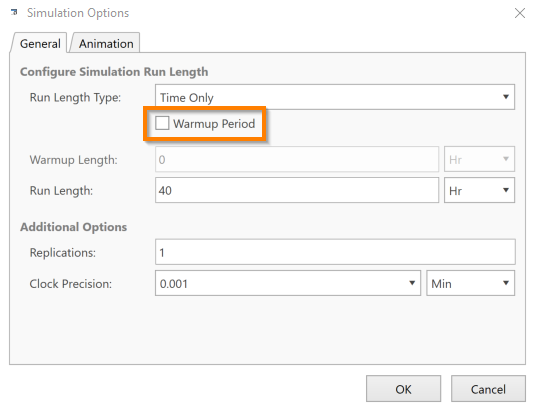 Simulation Options
General Animation
Configure Simulation Run Length
Run Length Type: Time Only
Warmup Period
Warmup Length: 0 Hr
Run Length: 40 Hr
Additional Options
Replications: 1
Clock Precision: 0.001 Min
OK Cancel